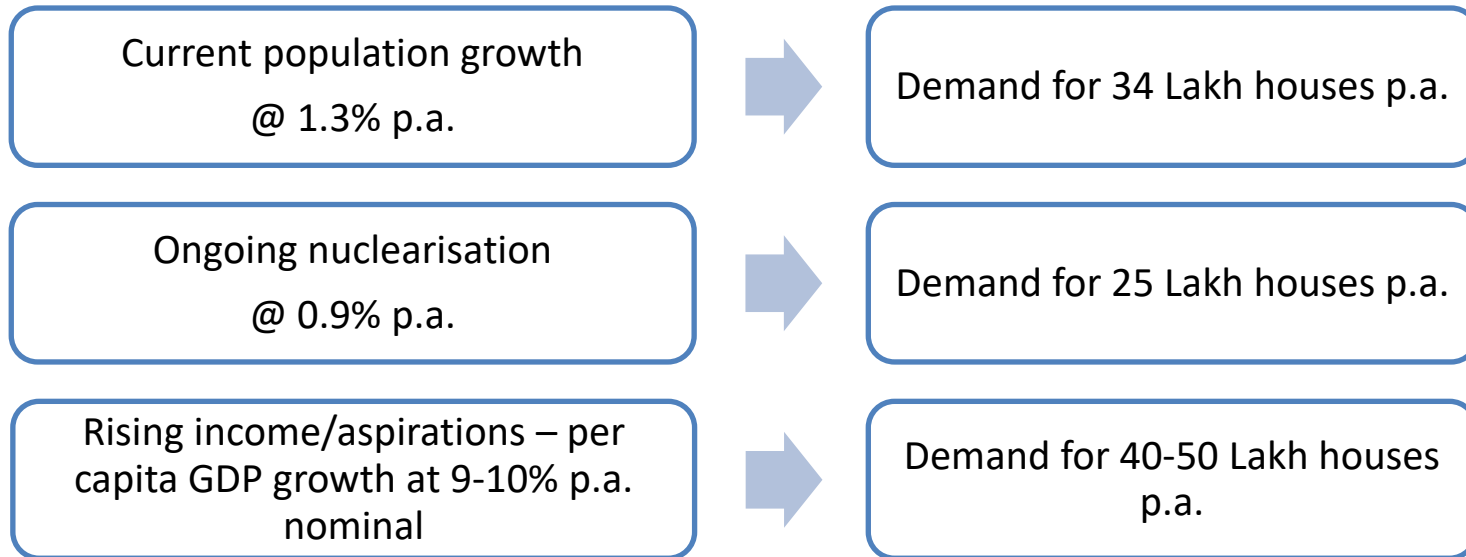 Current population growth
@ 1.3% p.a.
Demand for 34 Lakh houses p.a.
Ongoing nuclearisation
@ 0.9% p.a.
Demand for 25 Lakh houses p.a.
Rising income/aspirations – per
capita GDP growth at 9-10% p.a.
nominal
Demand for 40-50 Lakh houses
p.a.